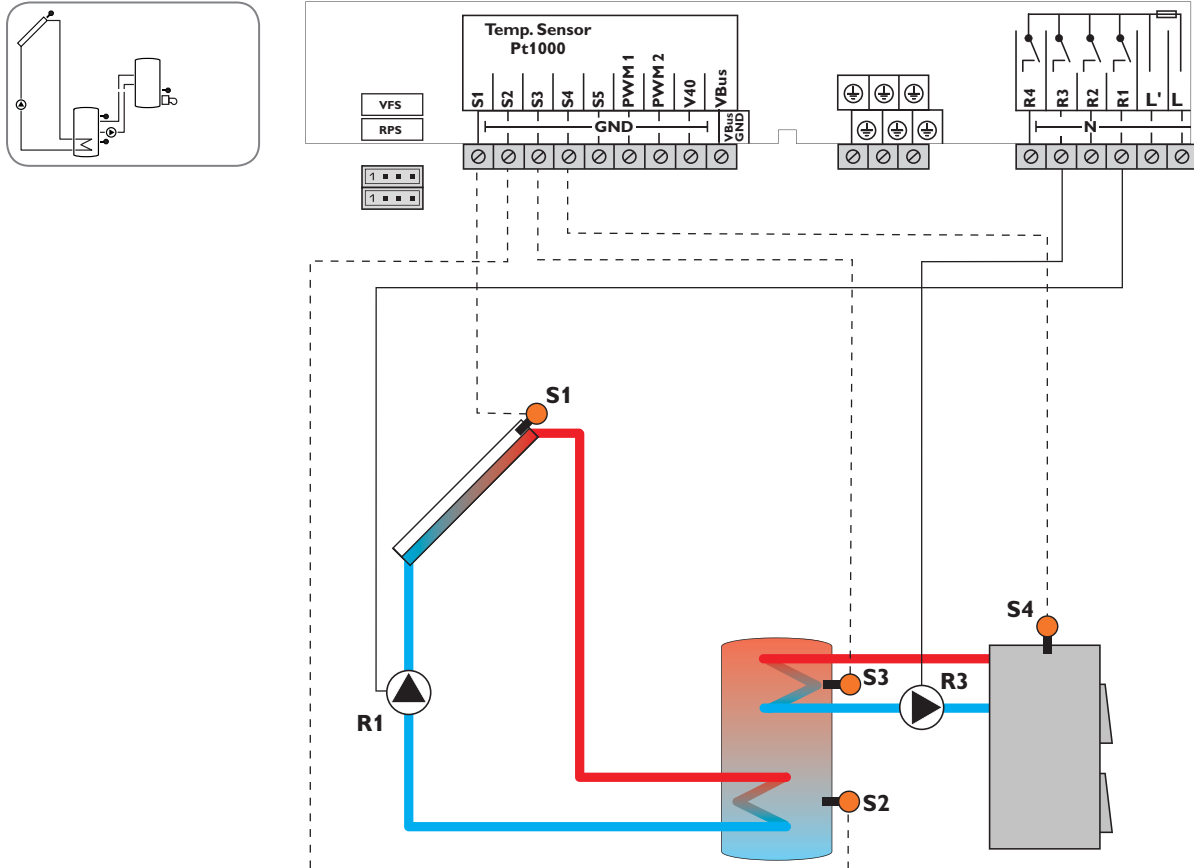 Temp. Sensor
Pt1000
S1
S2
S3
S4
S5
PWM 1
PWM 2
V40
VBus
GND
VBus
GND
VFS
RPS
1
1
R4
R3
R2
R1
L'
L
N
S1
S4
S3
R3
R1
S2